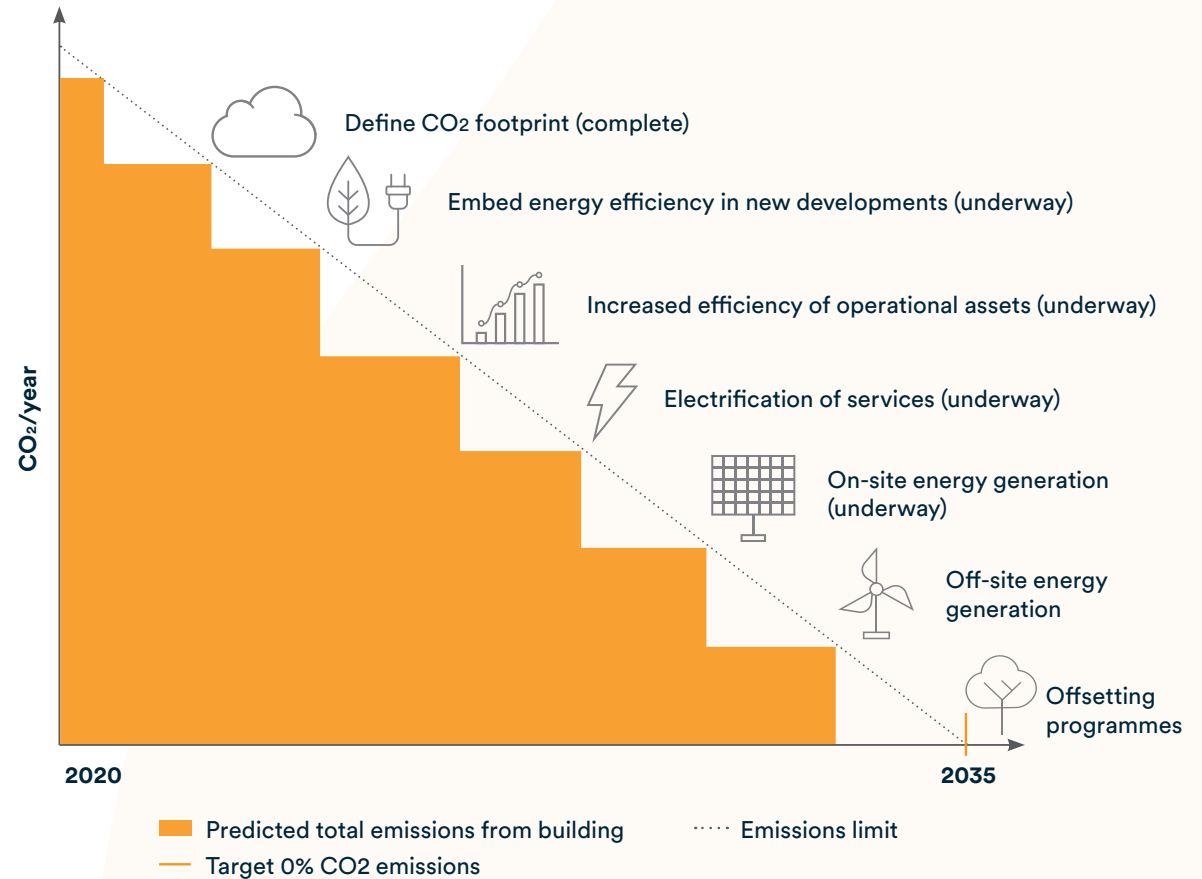 Define CO2 footprint (complete)
Embed energy efficiency in new developments (underway)
Increased efficiency of operational assets (underway)
CO₂/year
Electrification of services (underway)
On-site energy generation
(underway)
Off-site energy
generation
Offsetting
programmes
2020
2035
Predicted total emissions from building
Emissions limit
Target 0% CO2 emissions